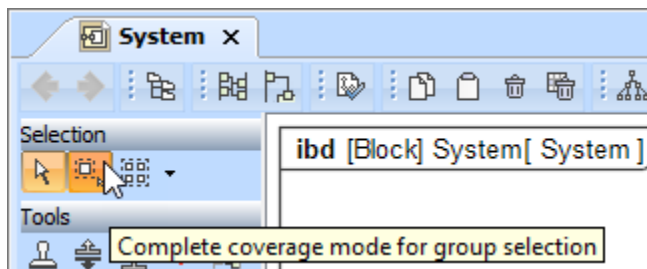 System X
Selection
ibd [Block] System[ System ]
Tools
Complete coverage mode for group selection